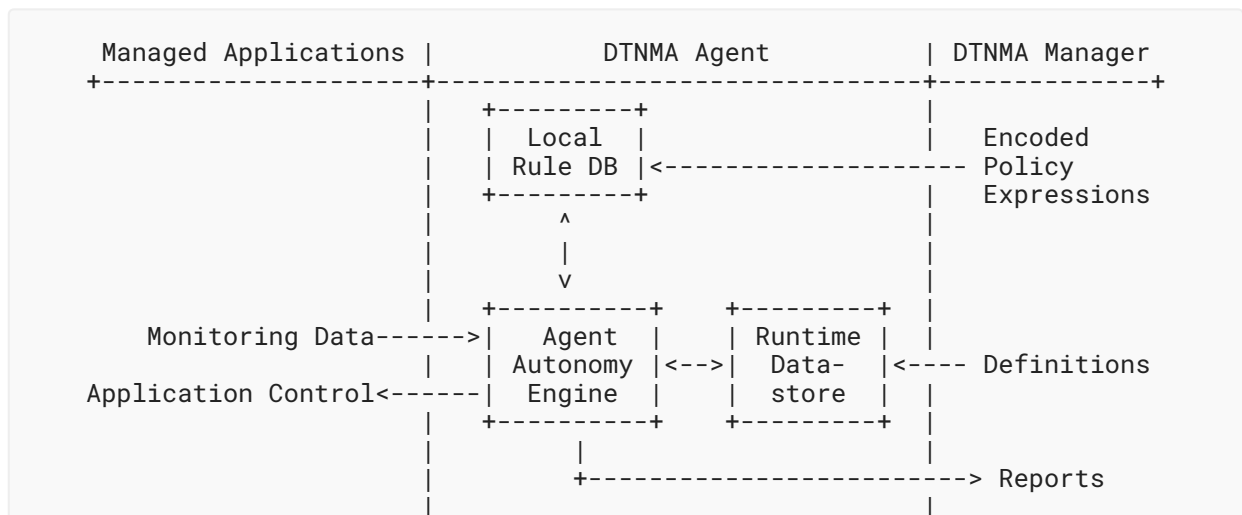 Managed Applications |           DTNMA Agent          | DTNMA Manager
+---------------------+--------------------------------+--------------+
                      |   +---------+                  |
                      |   |  Local  |                  |   Encoded
                      |   | Rule DB |<-------------------- Policy
                      |   +---------+                  |   Expressions
                      |        ^                       |
                      |        |                       |
                      |        v                       |
                      |   +----------+    +---------+  |
    Monitoring Data------>|   Agent  |    | Runtime |  |
                      |   | Autonomy |<-->|  Data-  |<---- Definitions
Application Control<------|  Engine  |    |  store  |  |
                      |   +----------+    +---------+  |
                      |         |                      |
                      |         +-------------------------> Reports
                      |                                |